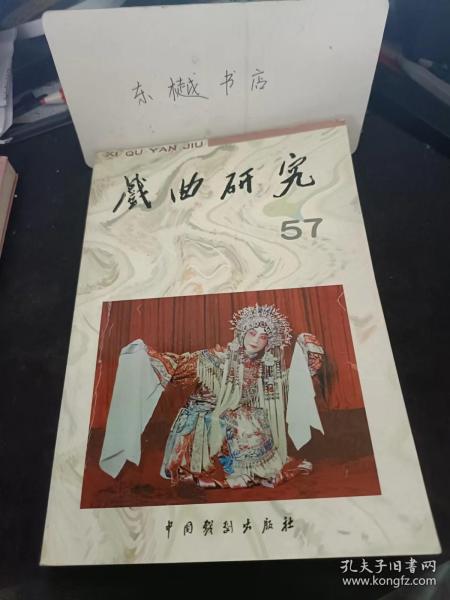 东樾书店
XI QU YAN JIU
戲曲研究
57
中国戏剧出版社
孔夫子旧书网
www.kongfz.com